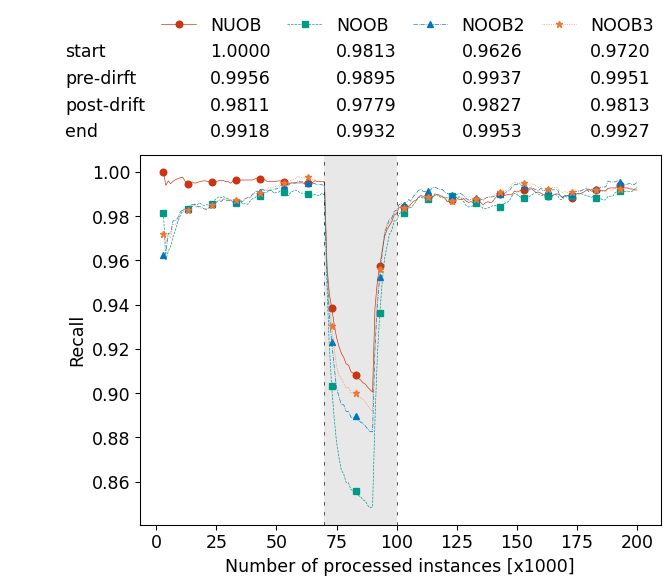 NUOB NOOB NOOB2 NOOB3
start 1.0000 0.9813 0.9626 0.9720
pre-dirft 0.9956 0.9895 0.9937 0.9951
post-drift 0.9811 0.9779 0.9827 0.9813
end 0.9918 0.9932 0.9953 0.9927
1.00
0.98
0.96
0.94
0.92
0.90
0.88
0.86
Recall
0 25 50 75 100 125 150 175 200
Number of processed instances [x1000]